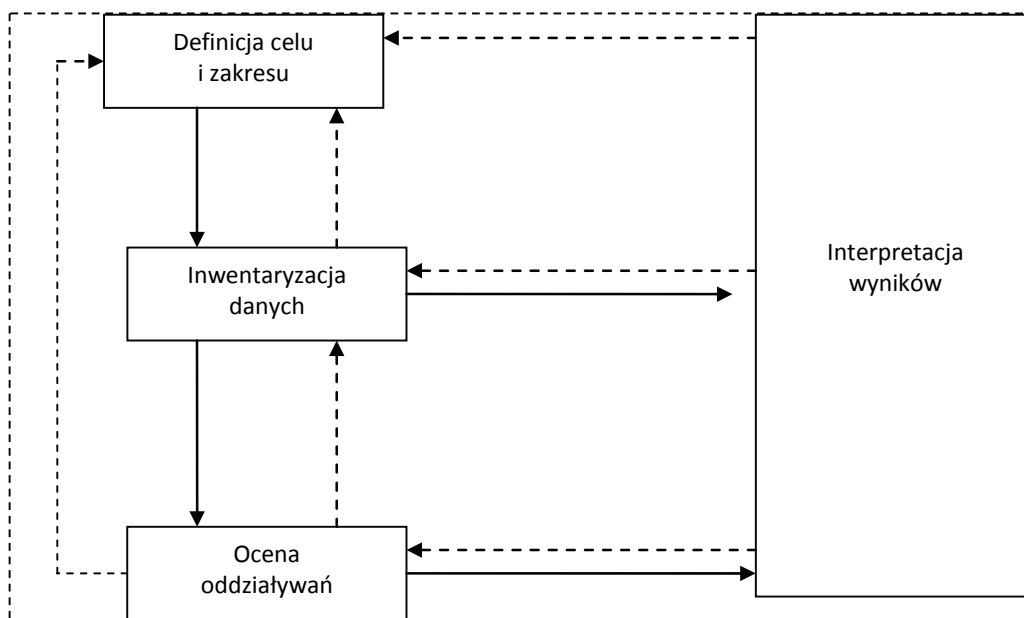 Definicja celu
i zakresu
Inwentaryzacja
danych
Interpretacja
wyników
Ocena
oddziaływań